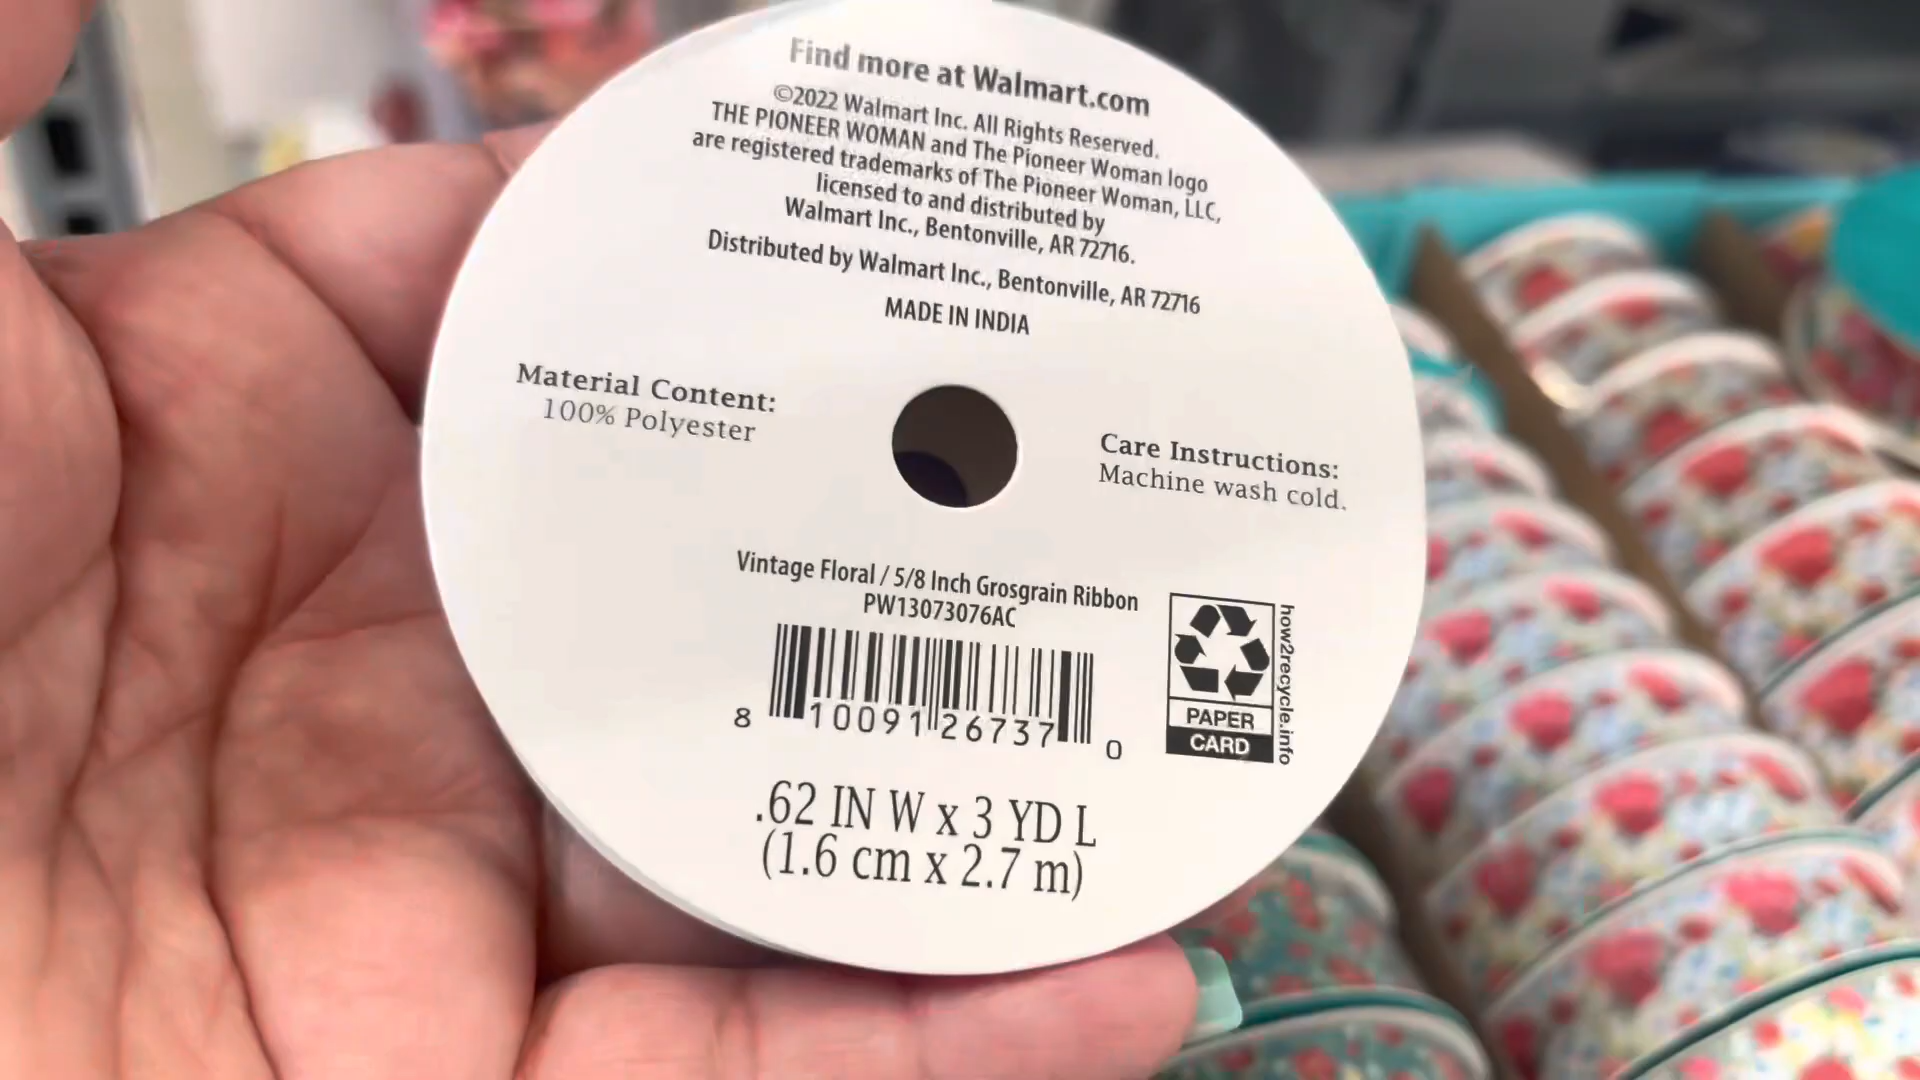 Find more at Walmart.com
©2022 Walmart Inc. All Rights Reserved.
THE PIONEER WOMAN and The Pioneer Woman logo
are registered trademarks of The Pioneer Woman, LLC,
licensed to and distributed by
Walmart Inc., Bentonville, AR 72716.
Distributed by Walmart Inc., Bentonville, AR 72716
MADE IN INDIA
Material Content:
100% Polyester
Care Instructions:
Machine wash cold.
Vintage Floral / 5/8 Inch Grosgrain Ribbon
PW13073076AC
8 10091 26737 0
how2recycle.info
PAPER
CARD
.62 IN W x 3 YD L
(1.6 cm x 2.7 m)